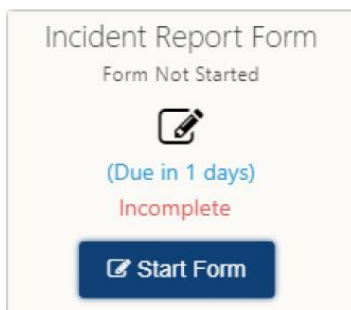 Incident Report Form
Form Not Started
(Due in 1 days)
Incomplete
Start Form